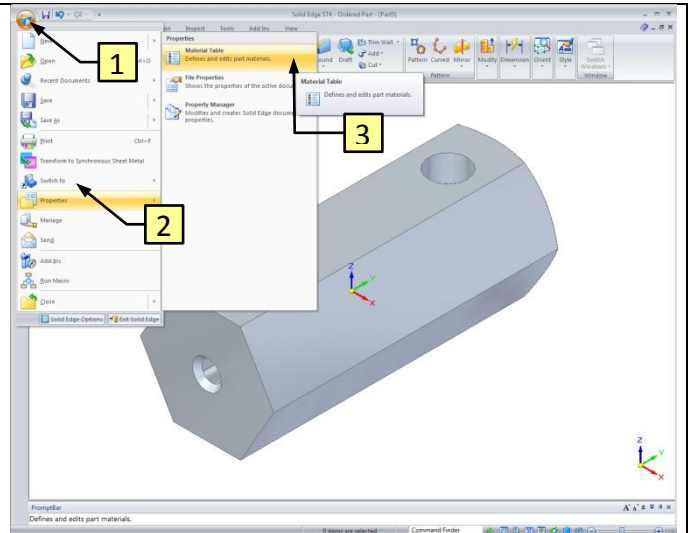 Solid Edge ST4 - Ordered Part - [Part5]
Inspect Tools Add Ins View
Properties
Material Table
Defines and edits part materials.
File Properties
Shows the properties of the active docu
Property Manager
Modifies and creates Solid Edge docume
properties.
New
Open
Recent Documents
Save
Save As
Print Ctrl+P
Transform to Synchronous Sheet Metal
Switch to
Properties
Manage
Send
Add-Ins
Run Macro
Close
Solid Edge Options Exit Solid Edge
1
2
3
Draft
Thin Wall
Add
Cut
Pattern Curved Mirror
Pattern
Modify Dimension Orient Style
Switch
Windows
Window
Material Table
Defines and edits part materials.
Z
Y
X
Z
Y
X
PromptBar
Defines and edits part materials.
0 items are selected Command Finder